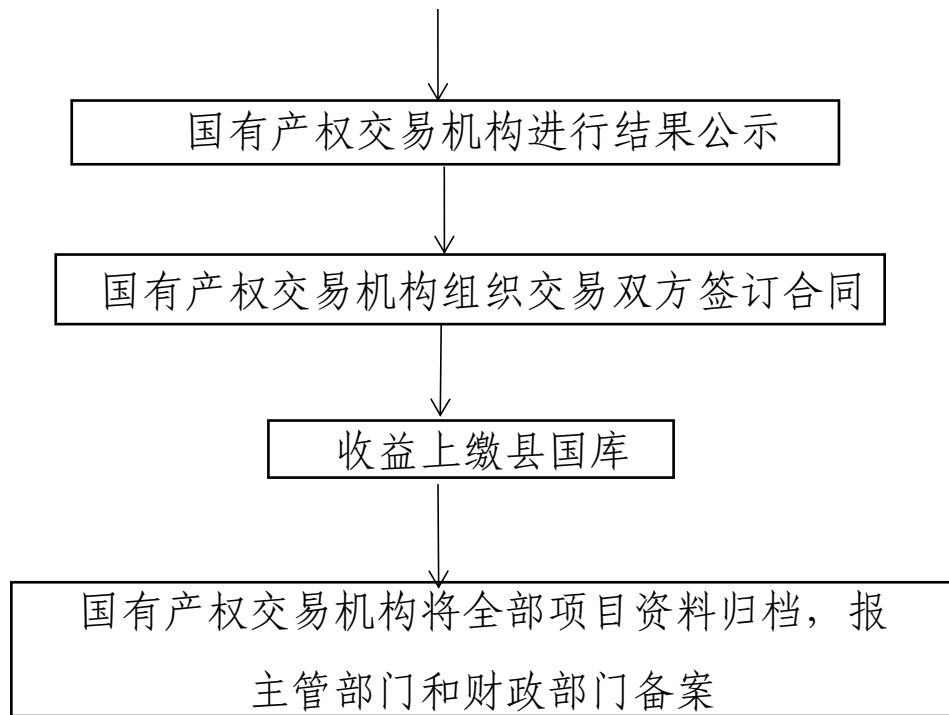 国有产权交易机构进行结果公示
国有产权交易机构组织交易双方签订合同
收益上缴县国库
国有产权交易机构将全部项目资料归档，报
主管部门和财政部门备案